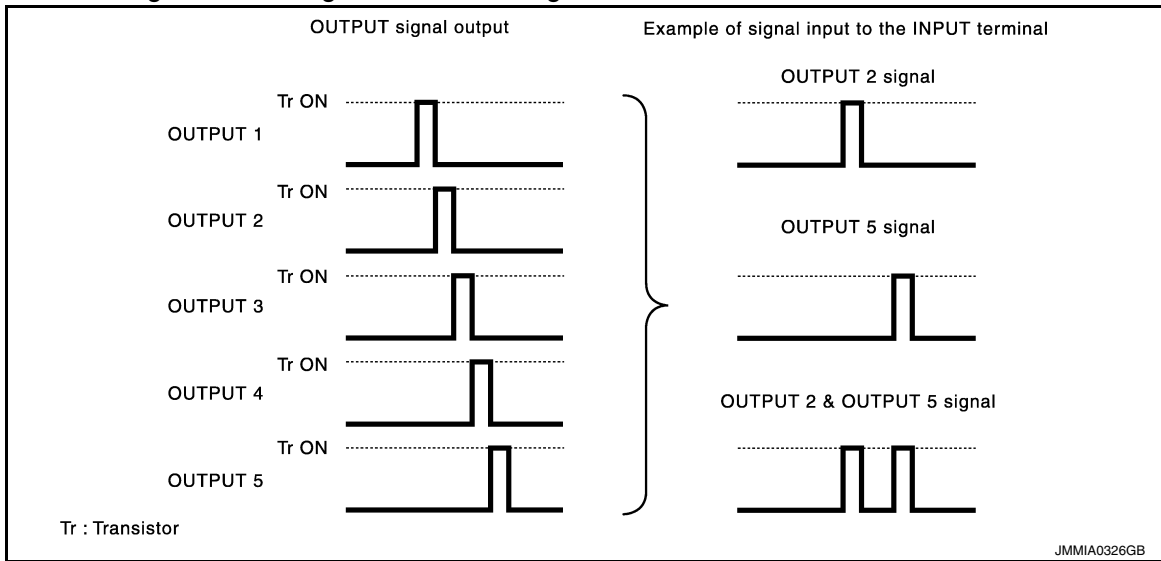 OUTPUT signal output
Example of signal input to the INPUT terminal
Tr ON
OUTPUT 1
Tr ON
OUTPUT 2
Tr ON
OUTPUT 3
Tr ON
OUTPUT 4
Tr ON
OUTPUT 5
OUTPUT 2 signal
OUTPUT 5 signal
OUTPUT 2 & OUTPUT 5 signal
Tr : Transistor
JMMIA0326GB